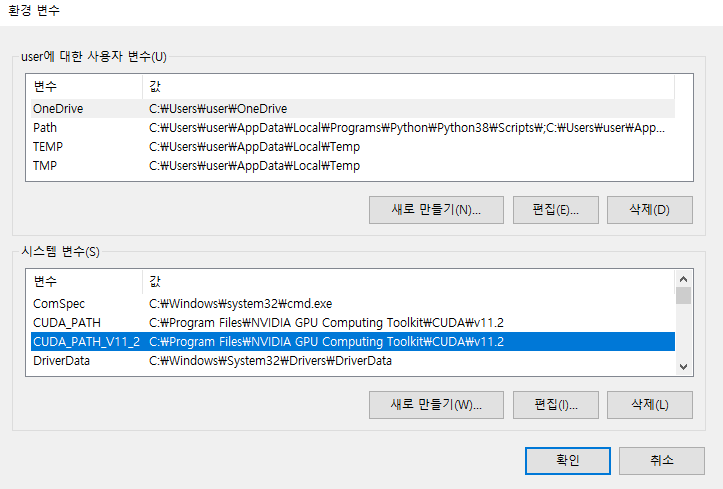 환경 변수
user에 대한 사용자 변수(U)
변수 값
OneDrive C:₩Users₩user₩OneDrive
Path C:₩Users₩user₩AppData₩Local₩Programs₩Python₩Python38₩Scripts₩;C:₩Users₩user₩App...
TEMP C:₩Users₩user₩AppData₩Local₩Temp
TMP C:₩Users₩user₩AppData₩Local₩Temp
새로 만들기(N)... 편집(E)... 삭제(D)
시스템 변수(S)
변수 값
ComSpec C:₩Windows₩system32₩cmd.exe
CUDA_PATH C:₩Program Files₩NVIDIA GPU Computing Toolkit₩CUDA₩v11.2
CUDA_PATH_V11_2 C:₩Program Files₩NVIDIA GPU Computing Toolkit₩CUDA₩v11.2
DriverData C:₩Windows₩System32₩Drivers₩DriverData
새로 만들기(W)... 편집(I)... 삭제(L)
확인 취소